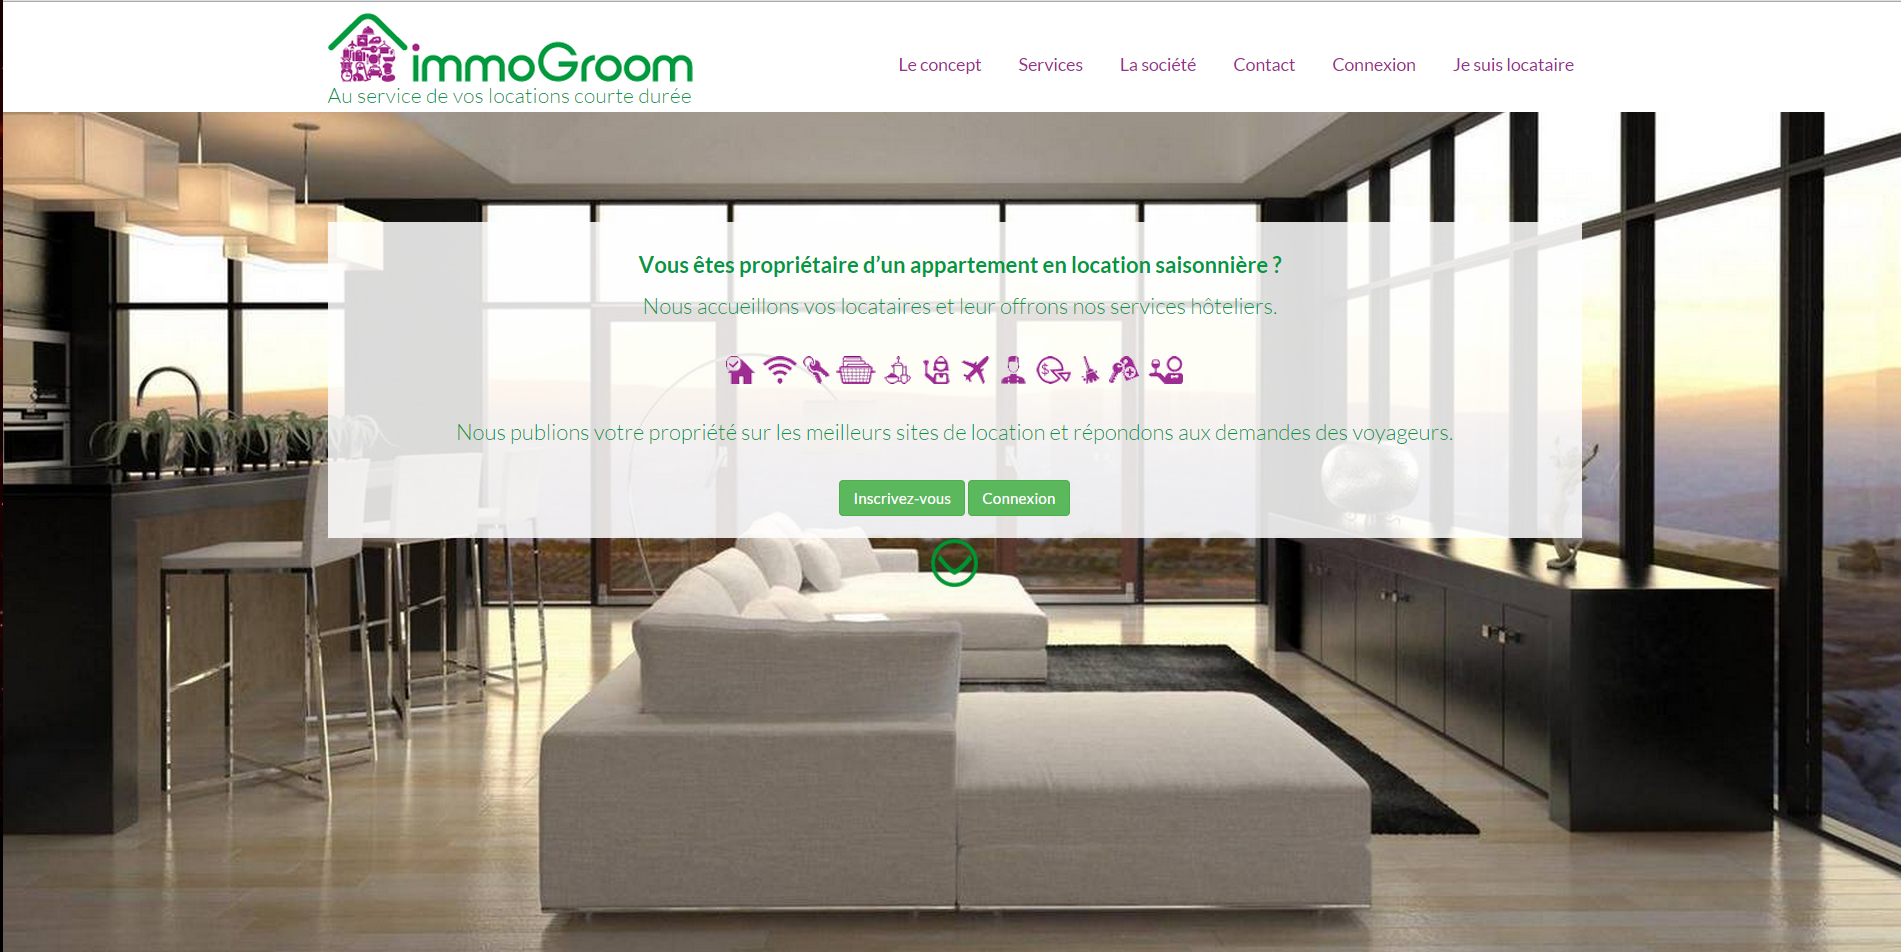 immoGroom
Au service de vos locations courte durée
Le concept
Services
La société
Contact
Connexion
Je suis locataire
Vous êtes propriétaire d’un appartement en location saisonnière ?
Nous accueillons vos locataires et leur offrons nos services hôteliers.
Nous publions votre propriété sur les meilleurs sites de location et répondons aux demandes des voyageurs.
Inscrivez-vous
Connexion